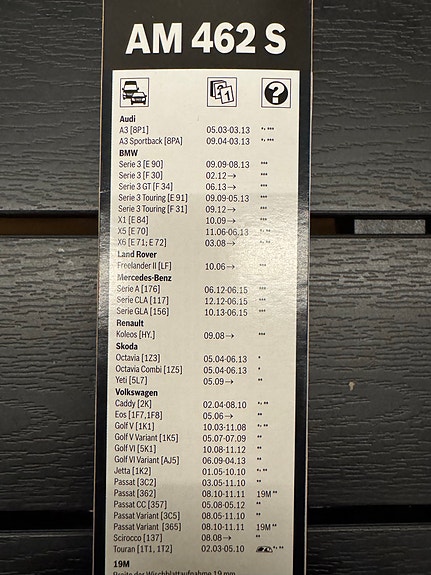 AM 462 S
?
Audi
A3 [8P1] 05.03-03.13 *, ***
A3 Sportback [8PA] 09.04-03.13 *, ***
BMW
Serie 3 [E 90] 09.09-08.13 ***
Serie 3 [F 30] 02.12→ ***
Serie 3 GT [F 34] 06.13→ ***
Serie 3 Touring [E 91] 09.09-05.13 ***
Serie 3 Touring [F 31] 09.12→ ***
X1 [E 84] 10.09→ ***
X5 [E 70] 11.06-06.13 *, **
X6 [E 71; E 72] 03.08→ *, **
Land Rover
Freelander II [LF] 10.06→ ***
Mercedes-Benz
Serie A [176] 06.12-06.15 ***
Serie CLA [117] 12.12-06.15 ***
Serie GLA [156] 10.13-06.15 ***
Renault
Koleos [HY.] 09.08→ ***
Skoda
Octavia [1Z3] 05.04-06.13 *
Octavia Combi [1Z5] 05.04-06.13 *
Yeti [5L7] 05.09→ **
Volkswagen
Caddy [2K] 02.04-08.10 *, **
Eos [1F7,1F8] 05.06→ **
Golf V [1K1] 10.03-11.08 *, **
Golf V Variant [1K5] 05.07-07.09 **
Golf VI [5K1] 10.08-11.12 **
Golf VI Variant [AJ5] 06.09-04.13 **
Jetta [1K2] 01.05-10.10 *, **
Passat [3C2] 03.05-11.10 **
Passat [362] 08.10-11.11 19M **
Passat CC [357] 05.08-05.12 **
Passat Variant [3C5] 08.05-11.10 **
Passat Variant [365] 08.10-11.11 19M **
Scirocco [137] 08.08→ **
Touran [1T1, 1T2] 02.03-05.10 *, **
19M
Breite der Wischblattaufnahme 19 mm